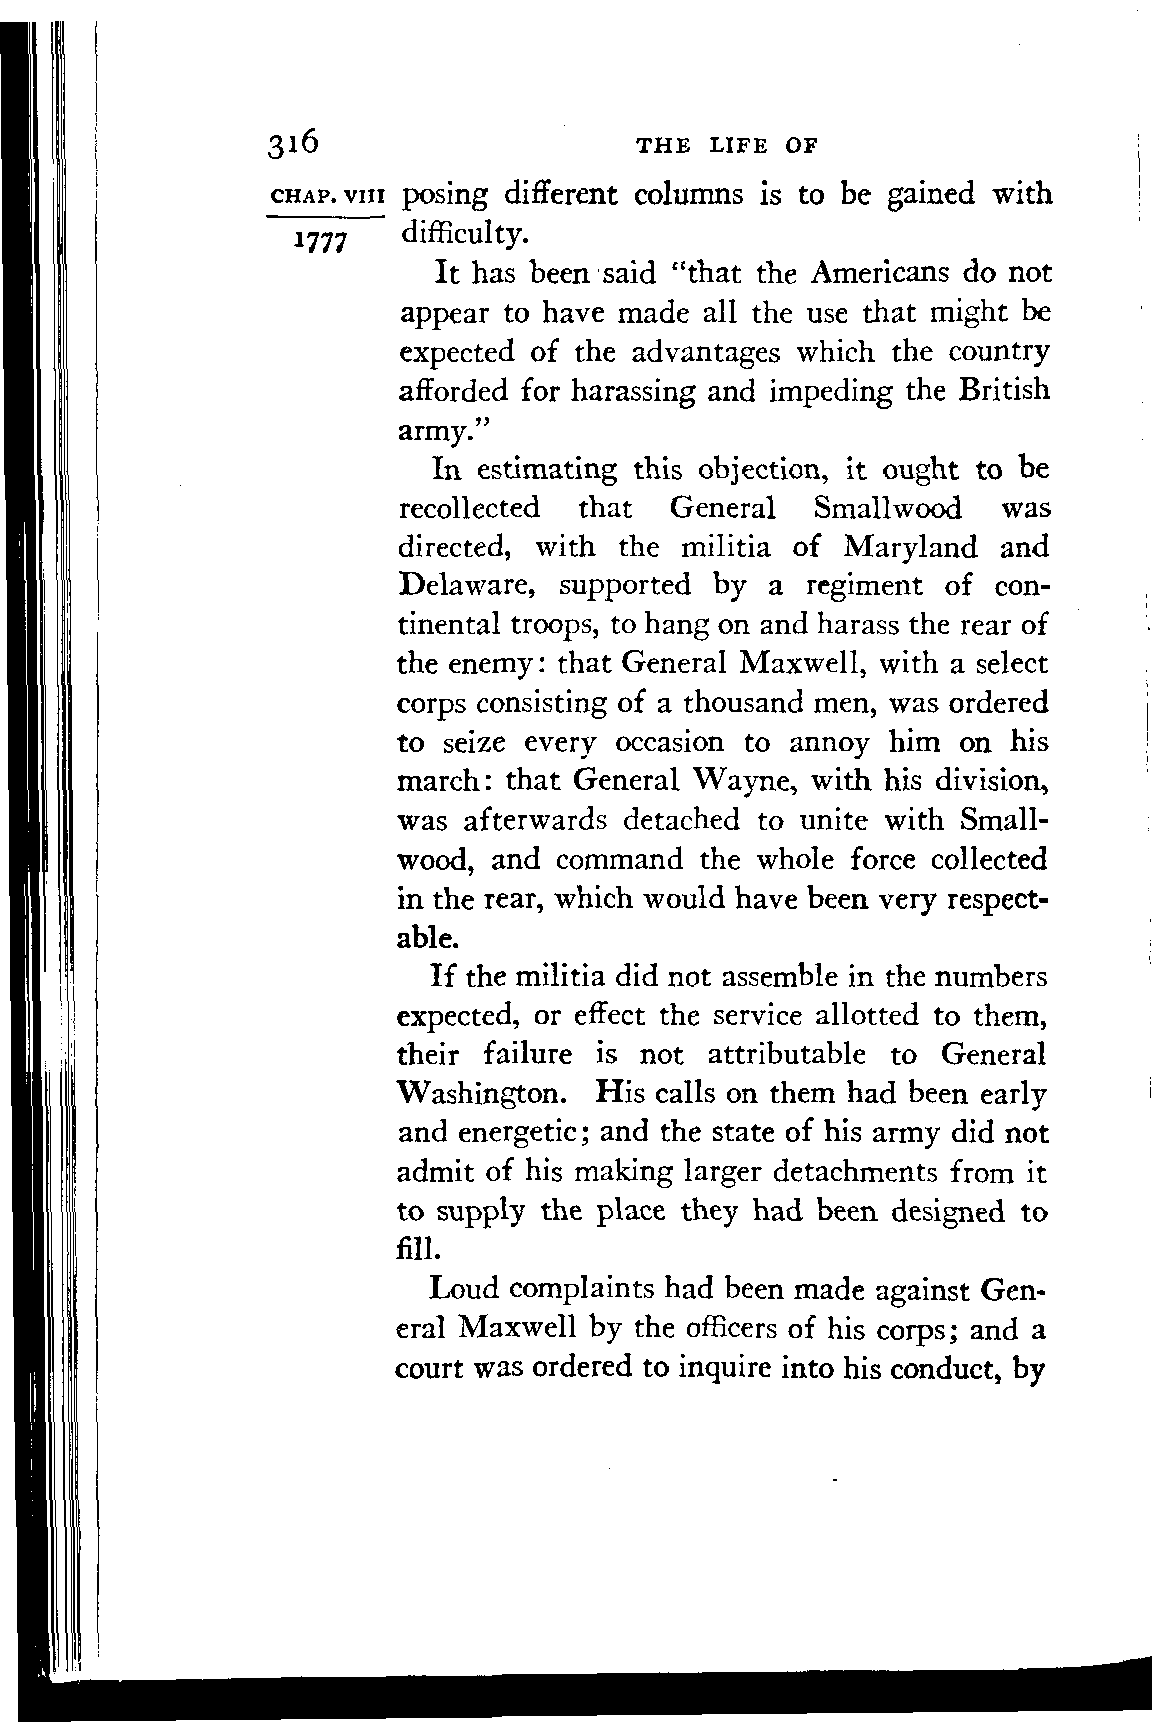 316 THE LIFE OF
CHAP. VIII posing different columns is to be gained with
1777 difficulty.
It has been said "that the Americans do not
appear to have made all the use that might be
expected of the advantages which the country
afforded for harassing and impeding the British
army."
In estimating this objection, it ought to be
recollected that General Smallwood was
directed, with the militia of Maryland and
Delaware, supported by a regiment of con-
tinental troops, to hang on and harass the rear of
the enemy: that General Maxwell, with a select
corps consisting of a thousand men, was ordered
to seize every occasion to annoy him on his
march: that General Wayne, with his division,
was afterwards detached to unite with Small-
wood, and command the whole force collected
in the rear, which would have been very respect-
able.
If the militia did not assemble in the numbers
expected, or effect the service allotted to them,
their failure is not attributable to General
Washington. His calls on them had been early
and energetic; and the state of his army did not
admit of his making larger detachments from it
to supply the place they had been designed to
fill.
Loud complaints had been made against Gen-
eral Maxwell by the officers of his corps; and a
court was ordered to inquire into his conduct, by